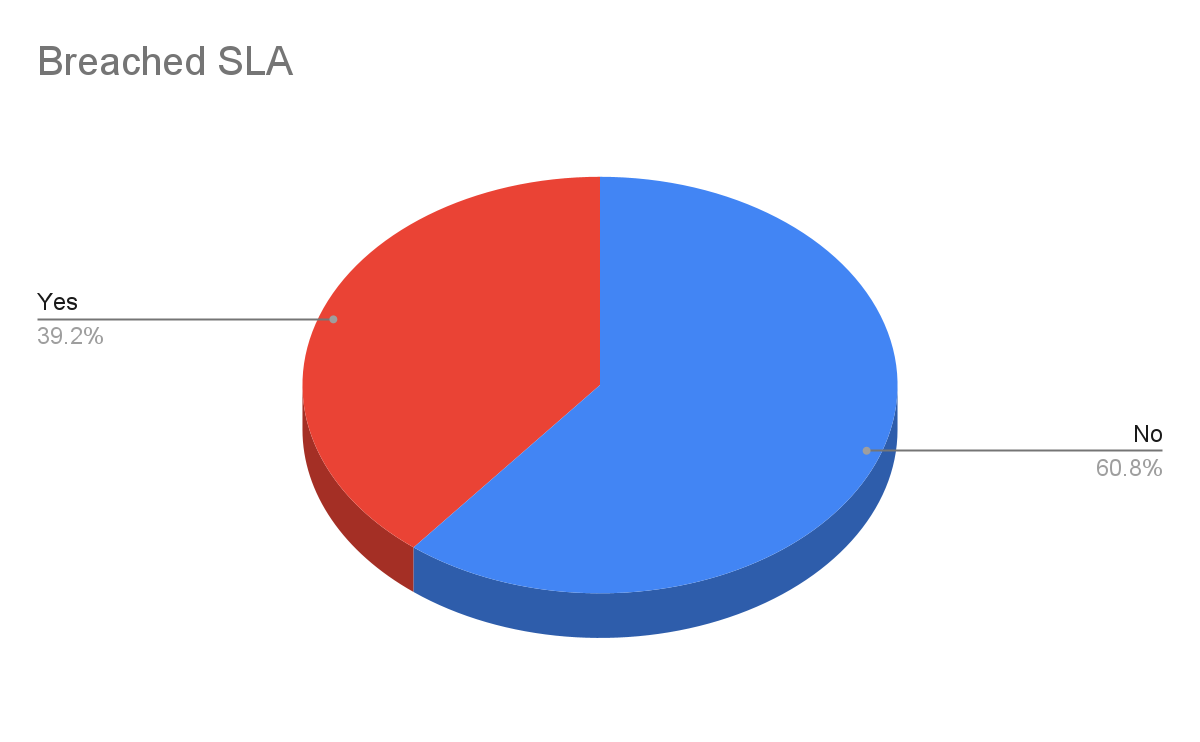 Breached SLA
Yes
39.2%
No
60.8%